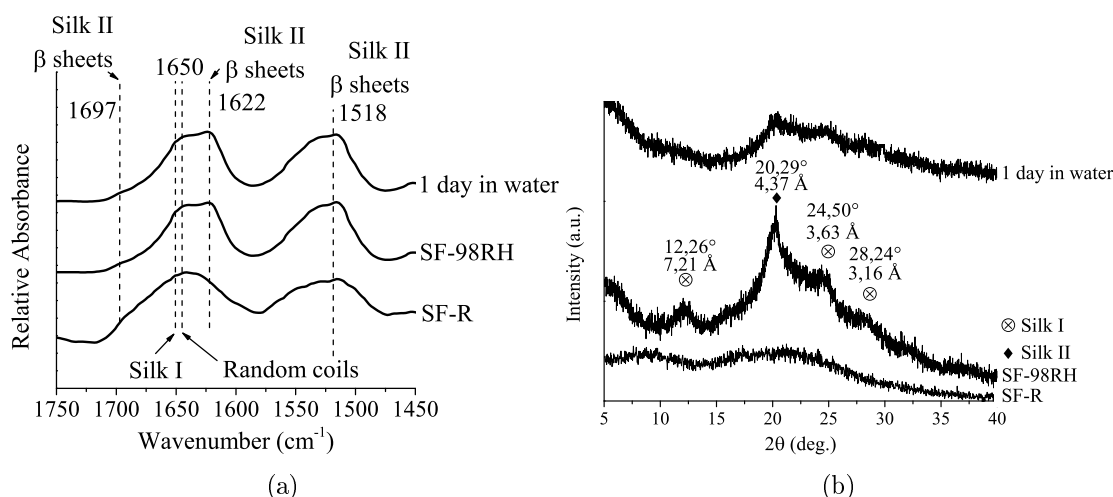 Silk II
β sheets
1697
1650
Silk II
β sheets
1622
Silk II
β sheets
1518
1 day in water
SF-98RH
SF-R
Silk I
Random coils
Relative Absorbance
1750 1700 1650 1600 1550 1500 1450
Wavenumber (cm⁻¹)
(a)
1 day in water
20,29°
4,37 Å
24,50°
3,63 Å
12,26°
7,21 Å
28,24°
3,16 Å
Silk I
Silk II
SF-98RH
SF-R
Intensity (a.u.)
5 10 15 20 25 30 35 40
2θ (deg.)
(b)